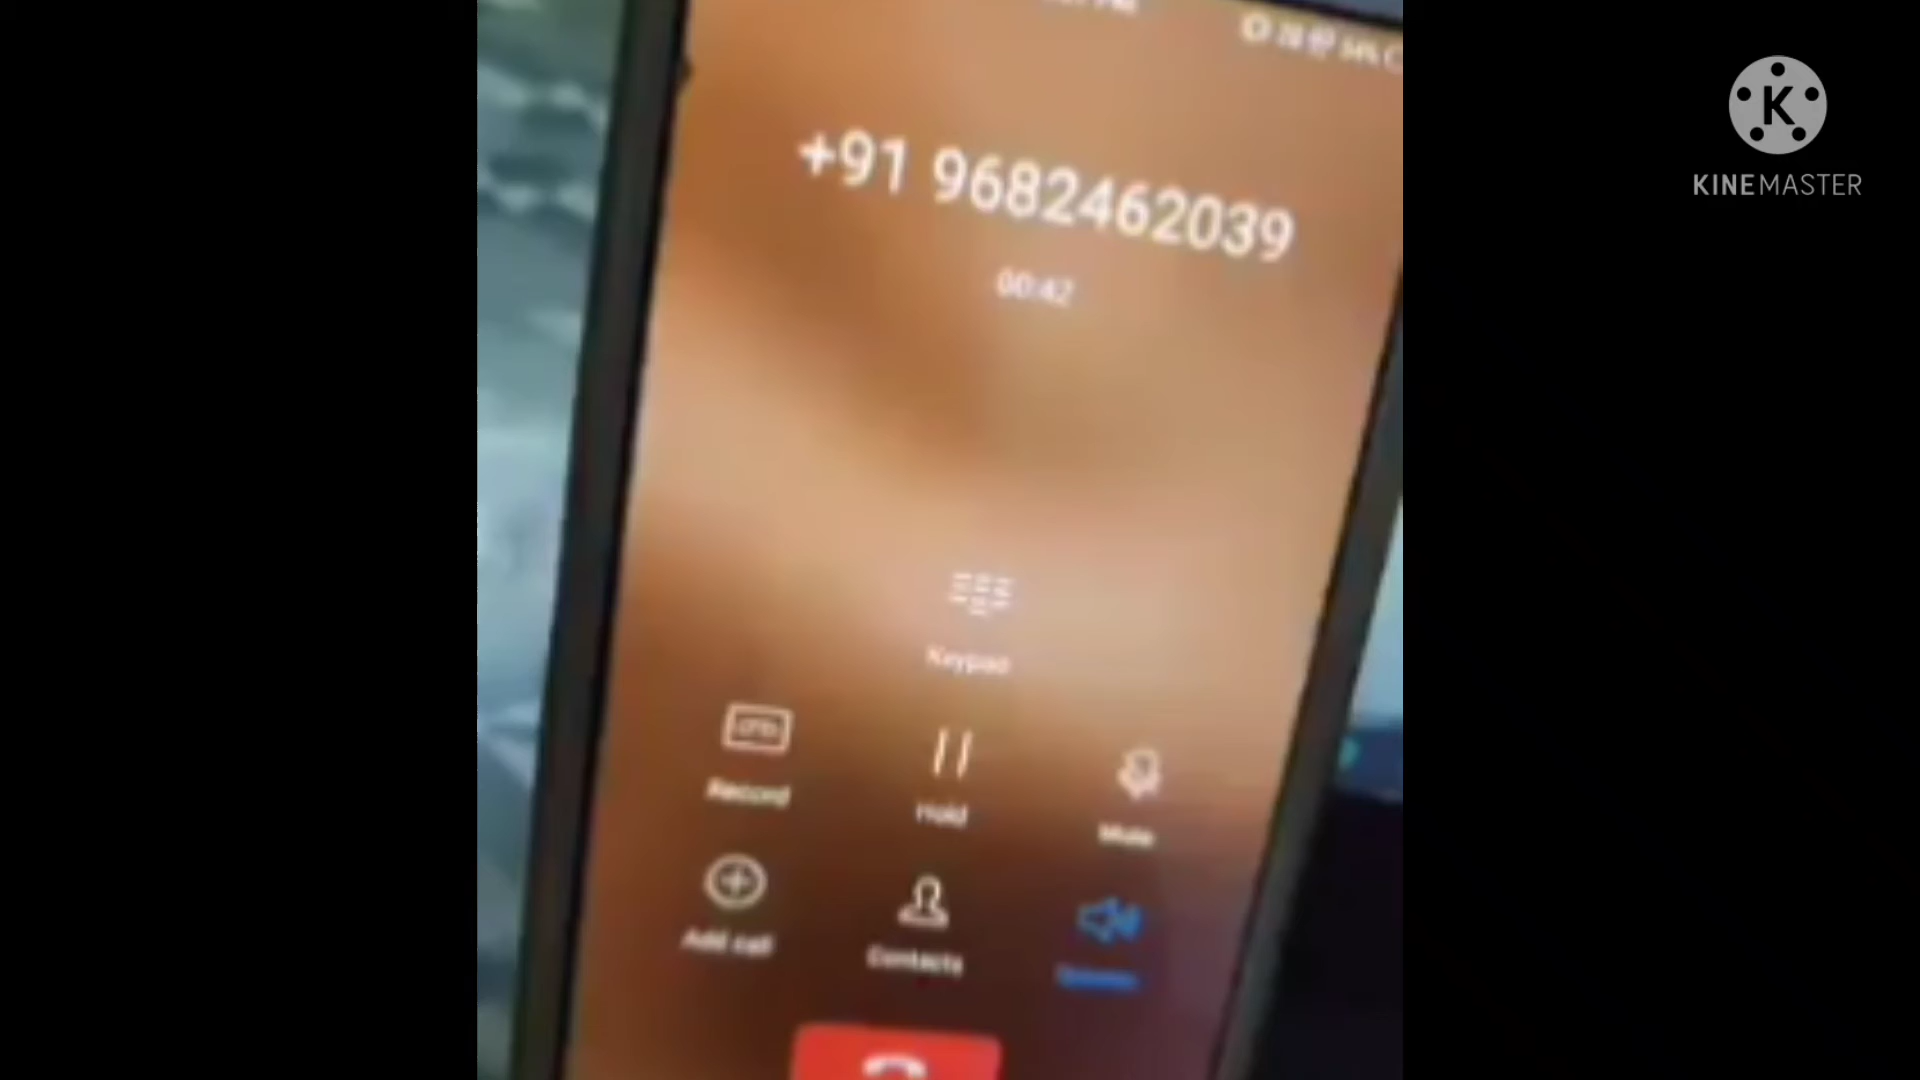 +91 9682462039
00:42
Keypad
Record
Hold
Mute
Add call
Contacts
KINEMASTER